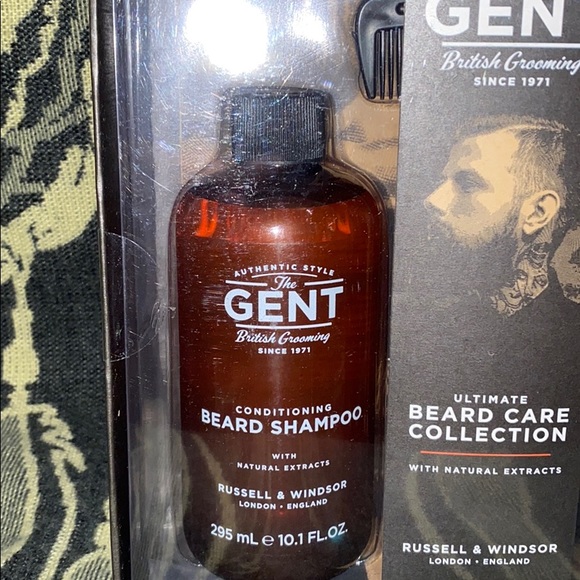 AUTHENTIC STYLE
The
GENT
British Grooming
SINCE 1971
CONDITIONING
BEARD SHAMPOO
WITH
NATURAL EXTRACTS
RUSSELL & WINDSOR
LONDON • ENGLAND
295 mL e 10.1 FL.OZ.
GENT
British Grooming
SINCE 1971
ULTIMATE
BEARD CARE
COLLECTION
WITH NATURAL EXTRACTS
RUSSELL & WINDSOR
LONDON • ENGLAND